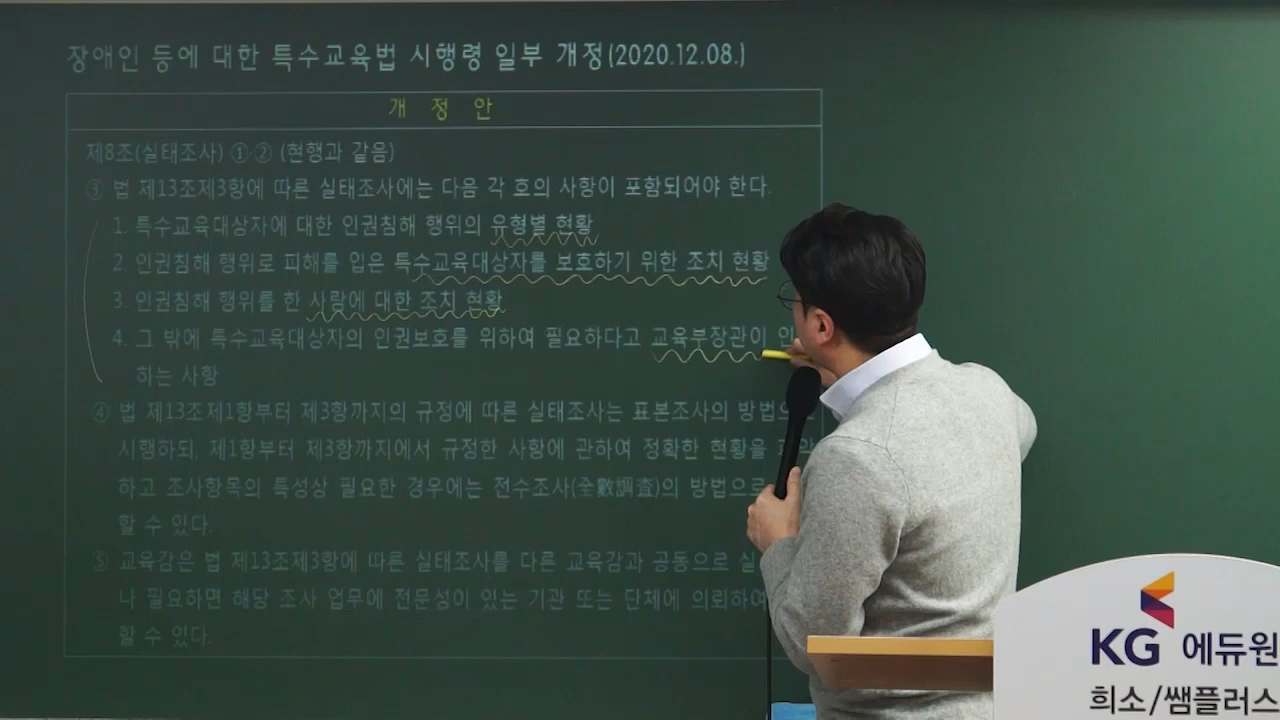 장애인 등에 대한 특수교육법 시행령 일부 개정(2020.12.08.)
개 정 안
제8조(실태조사) ①·② (현행과 같음)
③ 법 제13조제3항에 따른 실태조사에는 다음 각 호의 사항이 포함되어야 한다.
1. 특수교육대상자에 대한 인권침해 행위의 유형별 현황
2. 인권침해 행위로 피해를 입은 특수교육대상자를 보호하기 위한 조치 현황
3. 인권침해 행위를 한 사람에 대한 조치 현황
4. 그 밖에 특수교육대상자의 인권보호를 위하여 필요하다고 교육부장관이
하는 사항
④ 법 제13조제1항부터 제3항까지의 규정에 따른 실태조사는 표본조사의 방법으
시행하되, 제1항부터 제3항까지에서 규정한 사항에 관하여 정확한 현황을
하고 조사항목의 특성상 필요한 경우에는 전수조사(全數調査)의 방법으로
할 수 있다.
⑤ 교육감은 법 제13조제3항에 따른 실태조사를 다른 교육감과 공동으로 실
나 필요하면 해당 조사 업무에 전문성이 있는 기관 또는 단체에 의뢰하여
할 수 있다.
KG 에듀원
희소/쌤플러스